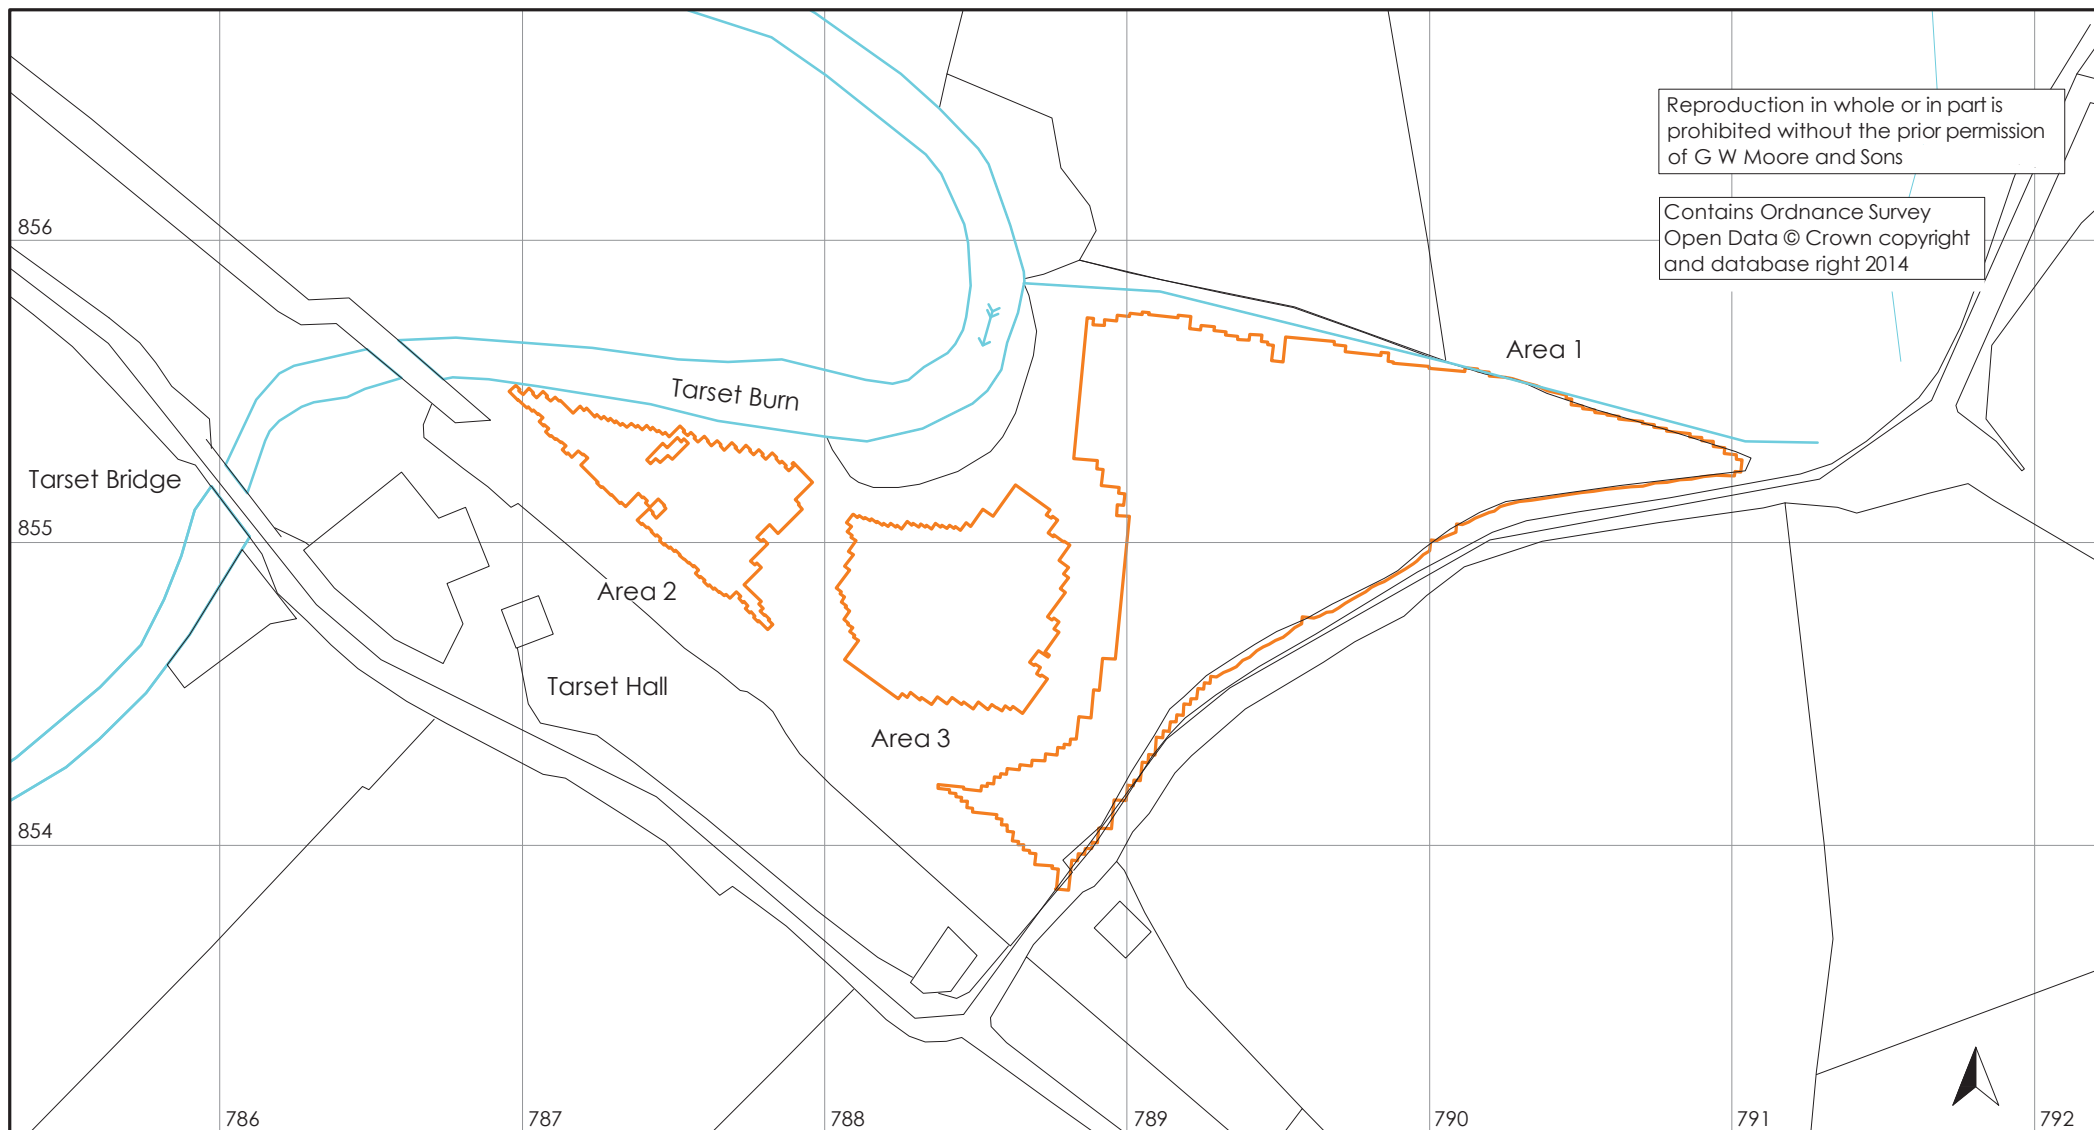 Reproduction in whole or in part is
prohibited without the prior permission
of G W Moore and Sons
Contains Ordnance Survey
Open Data © Crown copyright
and database right 2014
856
Area 1
Tarset Burn
Tarset Bridge
855
Area 2
Tarset Hall
Area 3
854
786
787
788
789
790
791
792